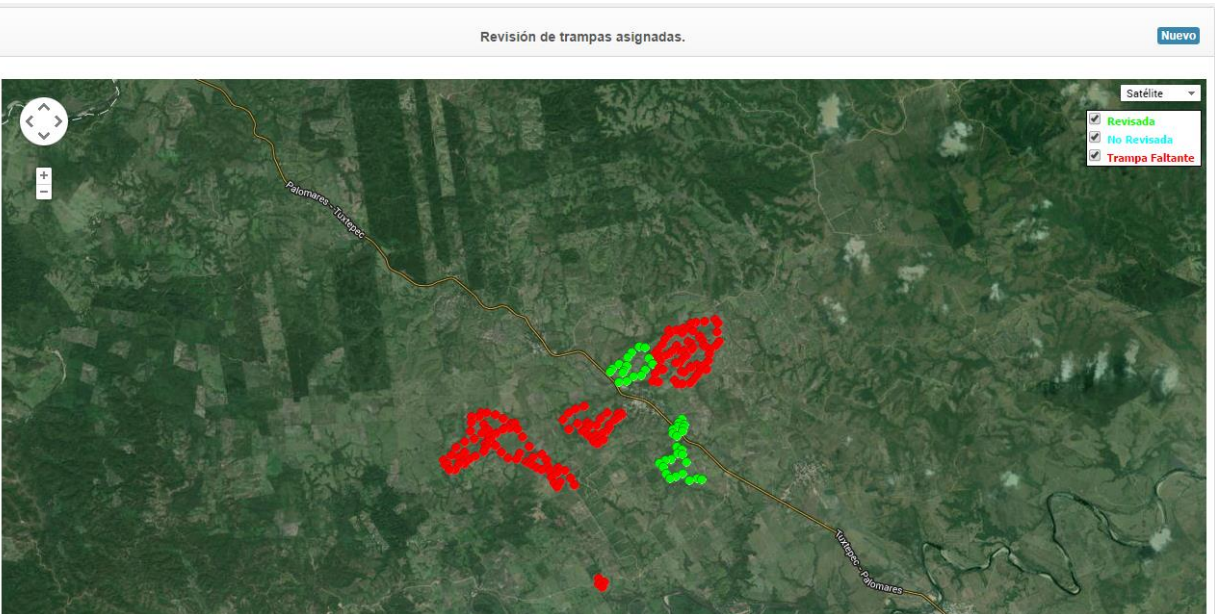 Revisión de trampas asignadas.
Nuevo
Satélite
Revisada
No Revisada
Trampa Faltante
+
−
Palomares - Tuxtepec
Tuxtepec - Palomares